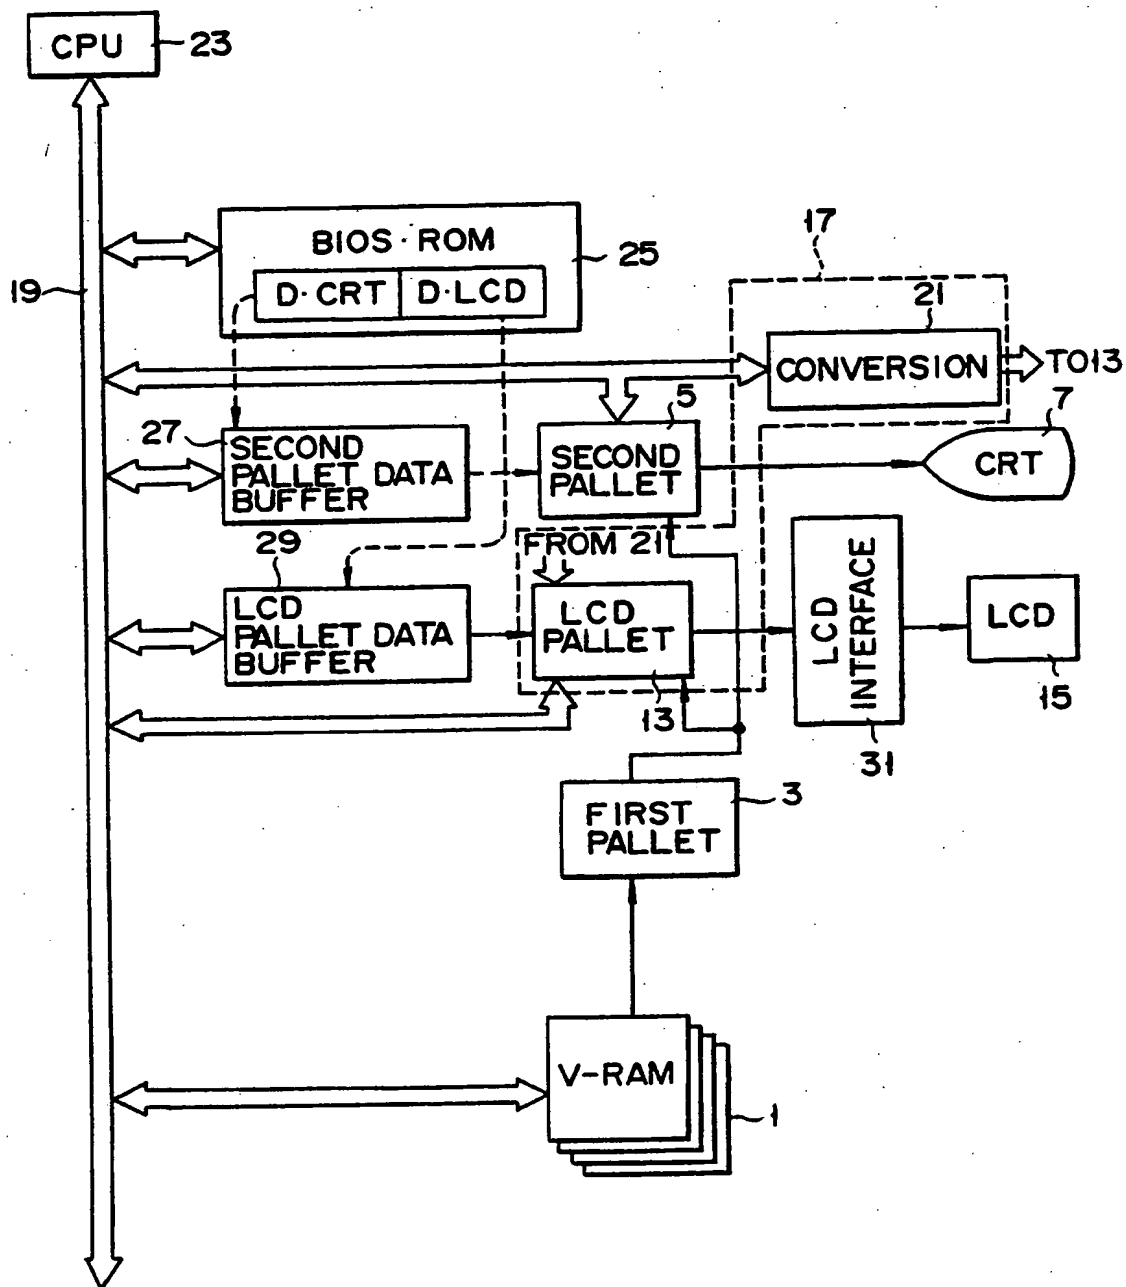 CPU
23
BIOS·ROM
25
D·CRT
D·LCD
17
19
21
CONVERSION
TO13
5
7
27
SECOND
PALLET DATA
BUFFER
SECOND
PALLET
CRT
29
FROM 21
LCD
PALLET DATA
BUFFER
LCD
PALLET
13
LCD
INTERFACE
31
LCD
15
FIRST
PALLET
3
V-RAM
1